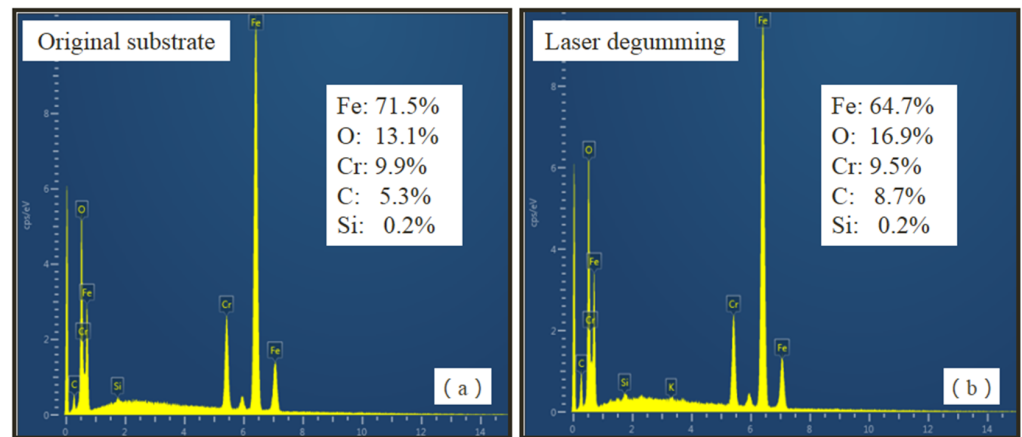 Original substrate
Fe
Fe: 71.5%
O: 13.1%
Cr: 9.9%
C: 5.3%
Si: 0.2%
8
6
4
2
0
cps/eV
O
Fe
Cr
C
Si
Cr
Fe
( a )
0 2 4 6 8 10 12 14
Laser degumming
Fe
Fe: 64.7%
O: 16.9%
Cr: 9.5%
C: 8.7%
Si: 0.2%
8
6
4
2
0
cps/eV
O
Fe
Cr
C
Si
K
Cr
Fe
( b )
0 2 4 6 8 10 12 14